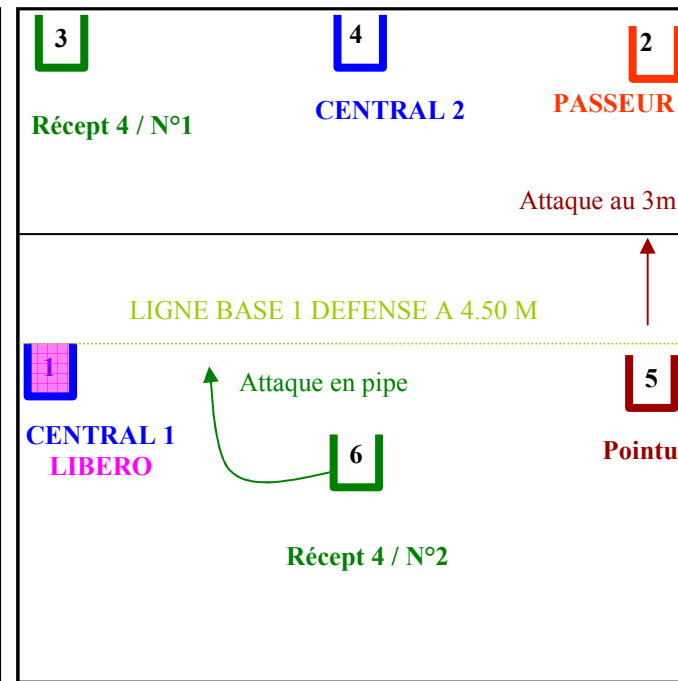 3
4
2
Récept 4 / N°1
CENTRAL 2
PASSEUR
Attaque au 3m
LIGNE BASE 1 DEFENSE A 4.50 M
1
Attaque en pipe
5
CENTRAL 1
LIBERO
6
Pointu
Récept 4 / N°2